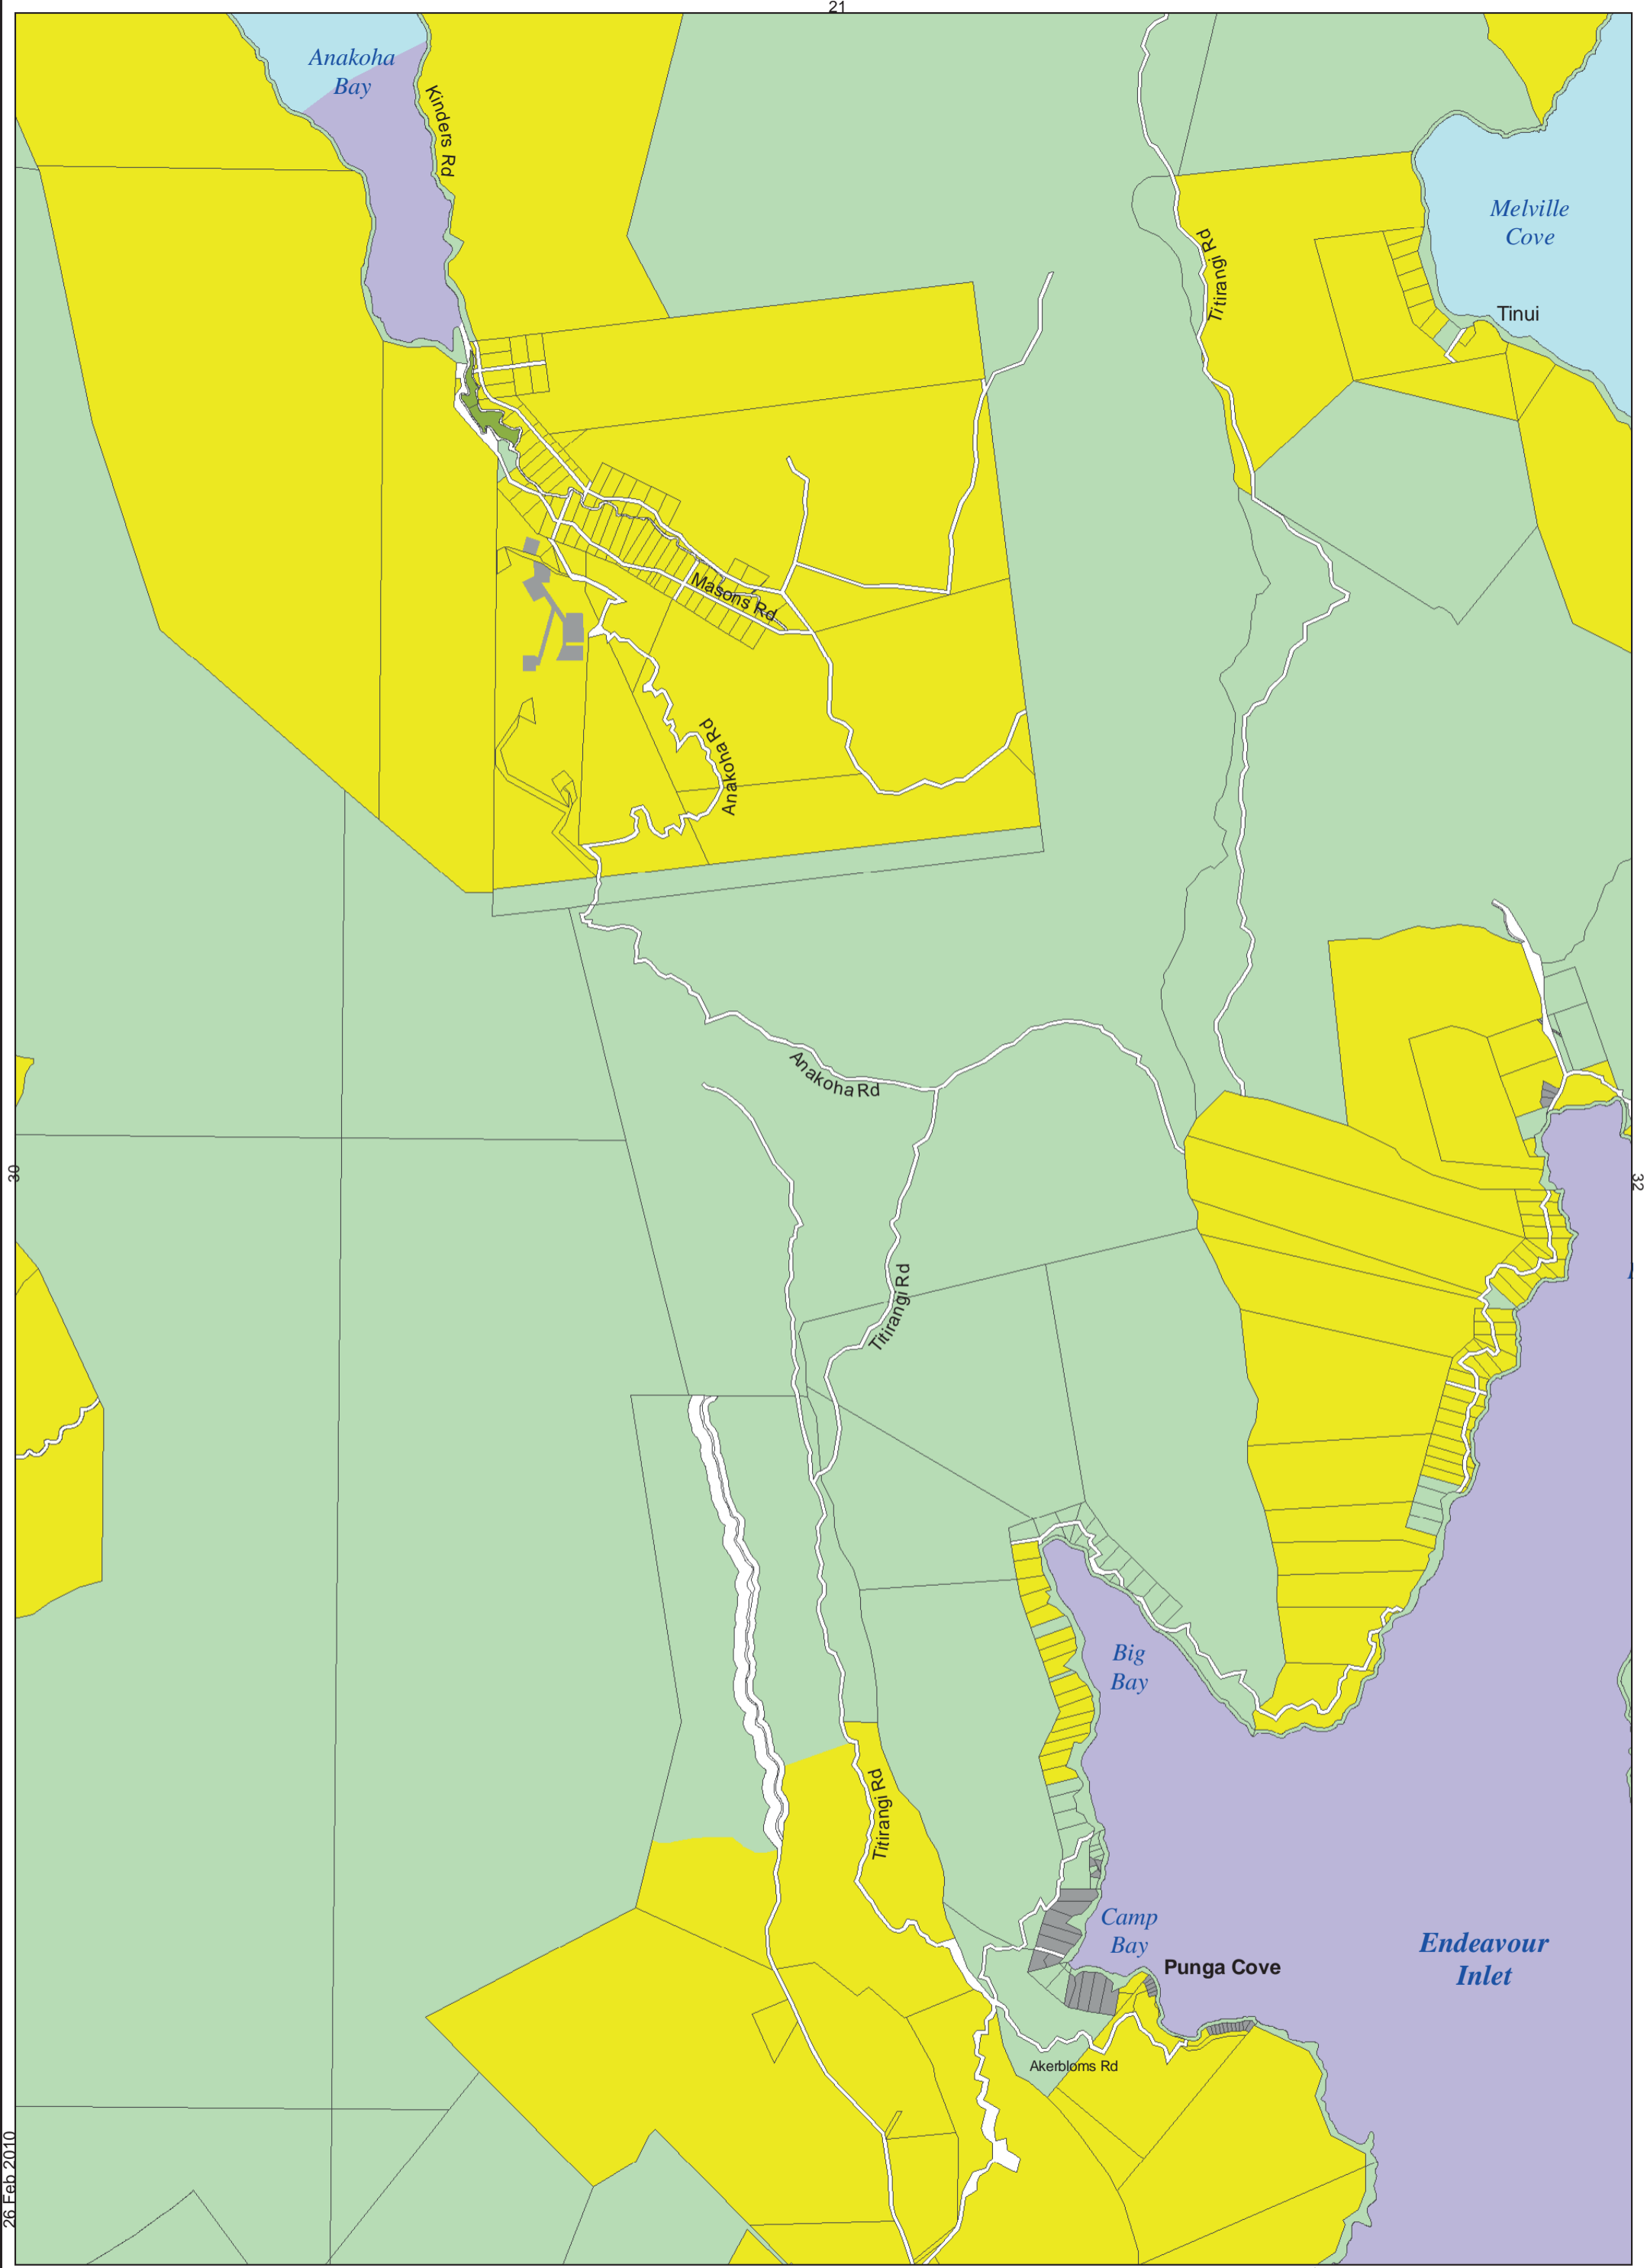 21
Anakoha
Bay
Kinders Rd
Melville
Cove
Titirangi Rd
Tinui
Masons Rd
Anakoha Rd
Anakoha Rd
30
32
Titirangi Rd
Big
Bay
Titirangi Rd
Camp
Bay
Endeavour
Inlet
Punga Cove
Akerbloms Rd
26 Feb 2010